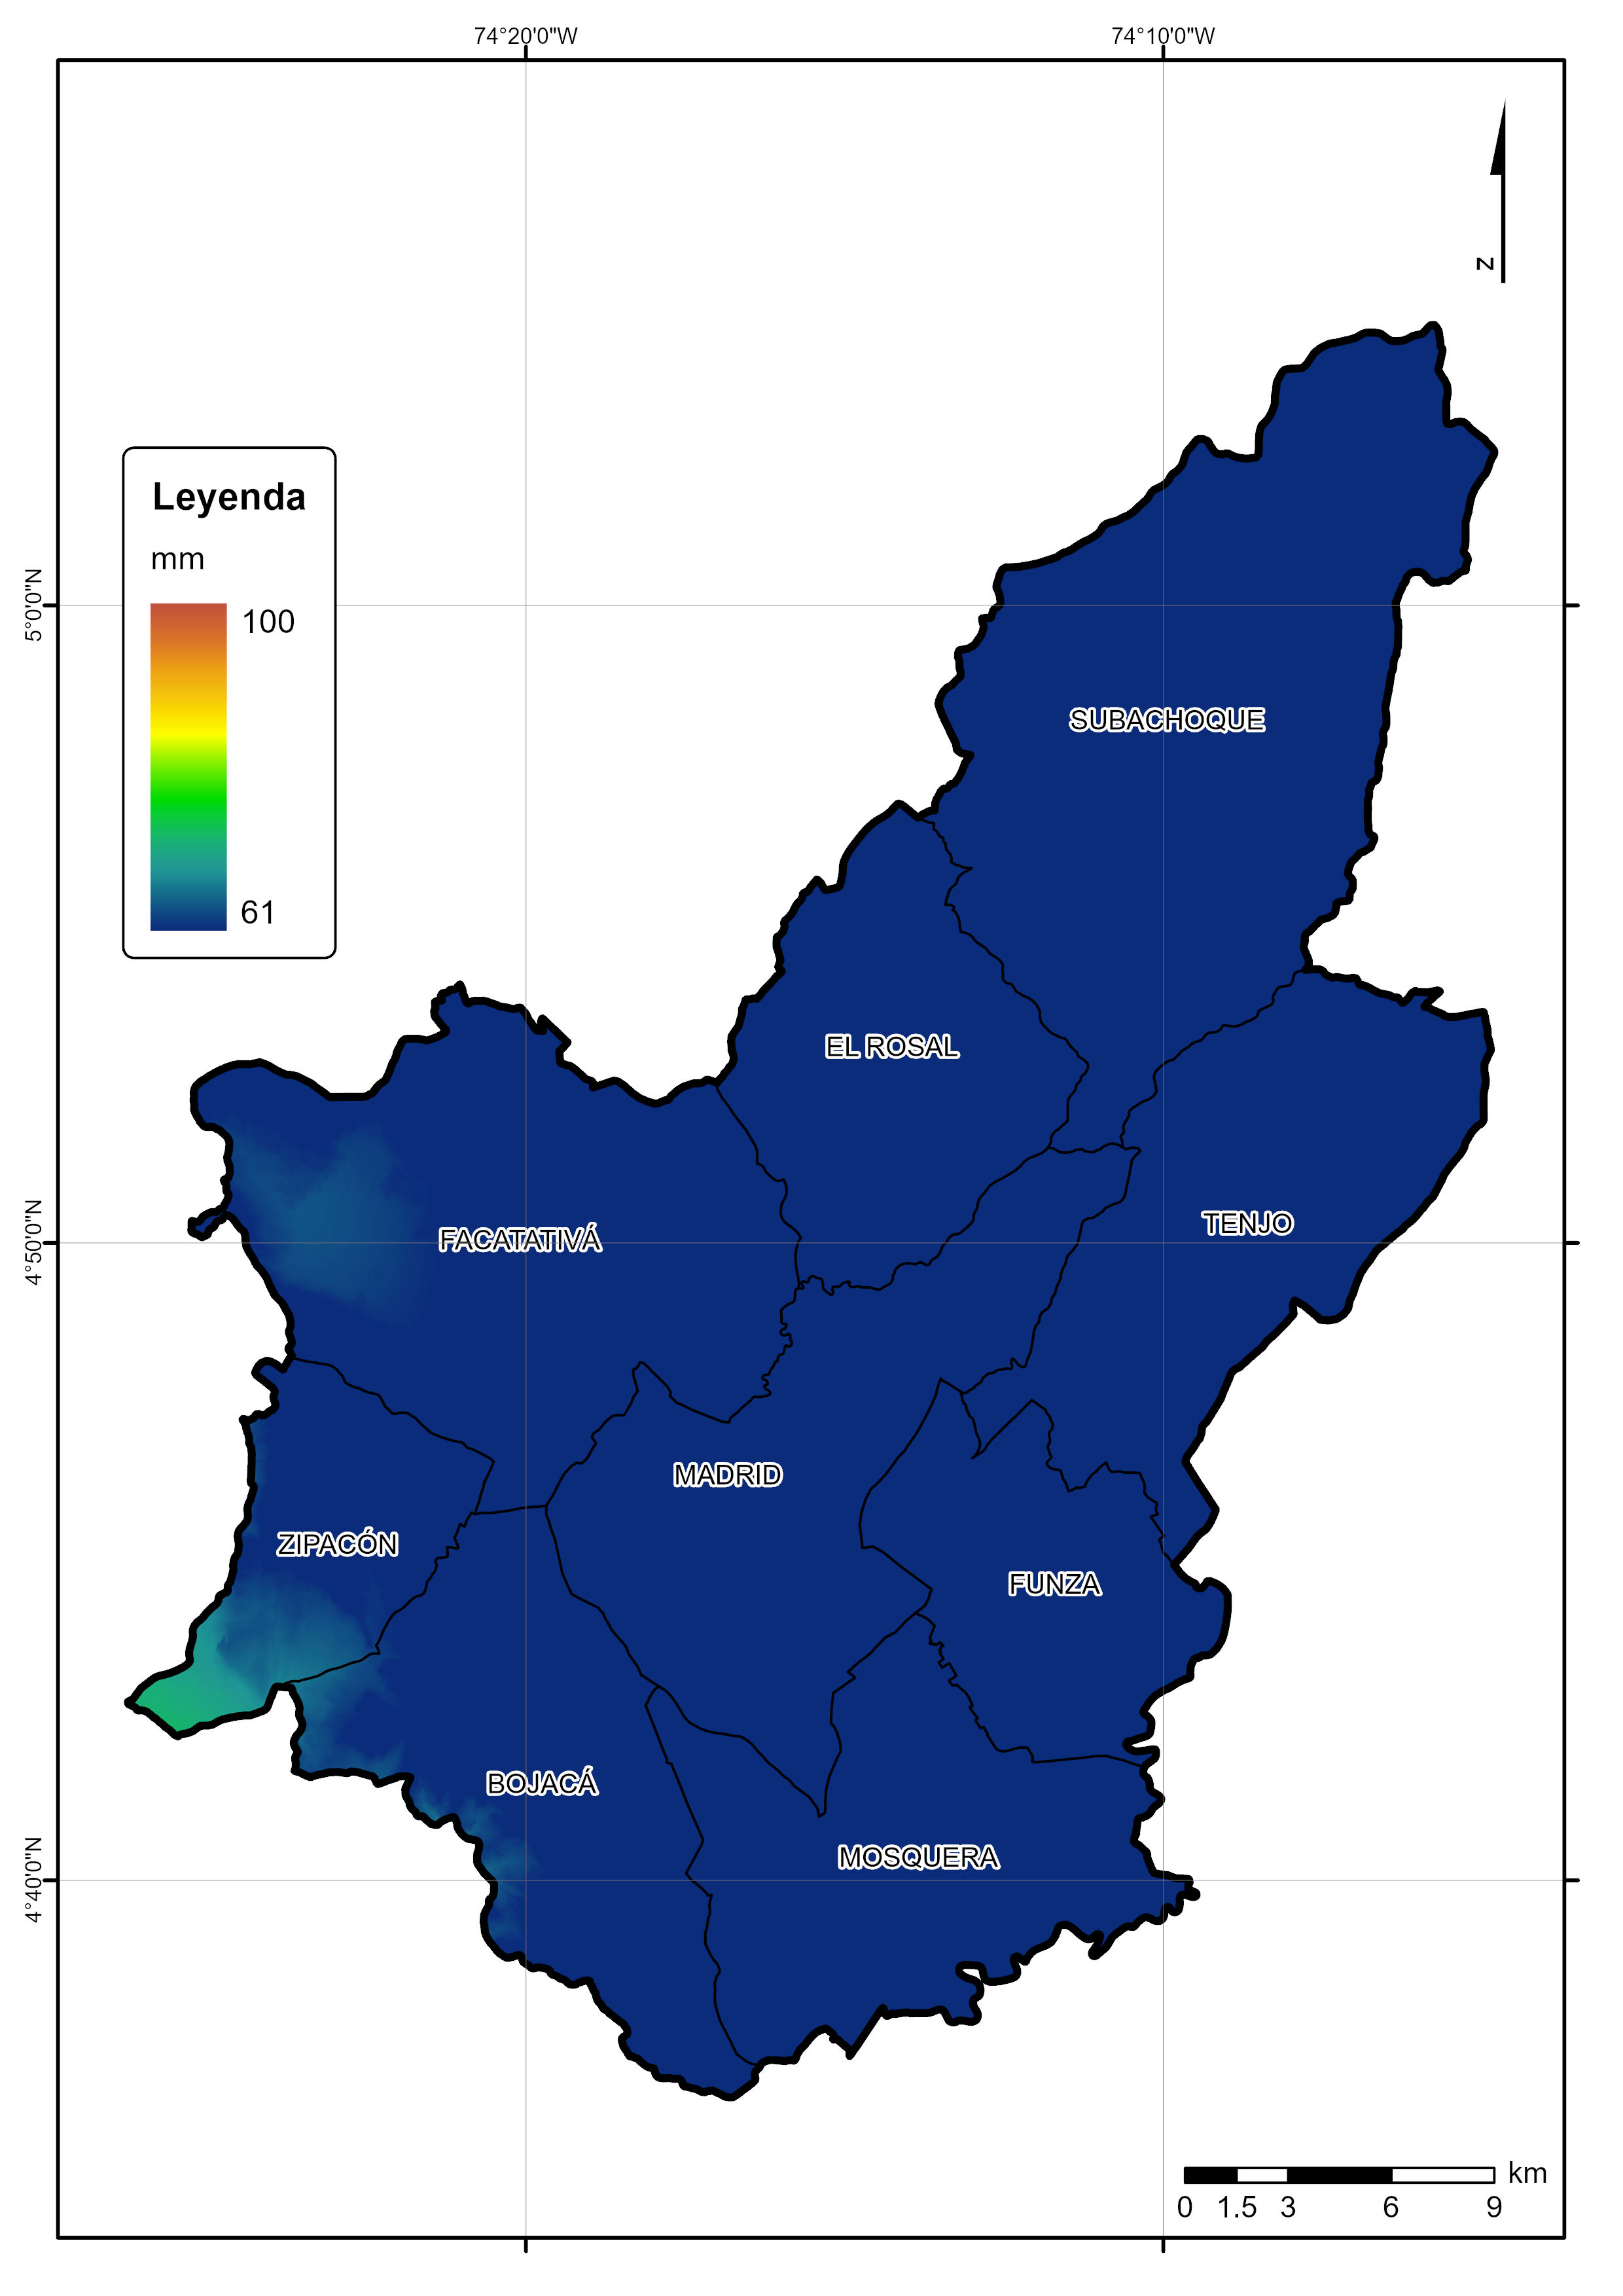 74°20'0"W
74°10'0"W
N
Leyenda
mm
100
61
5°0'0"N
SUBACHOQUE
EL ROSAL
4°50'0"N
FACATATIVÁ
TENJO
MADRID
ZIPACÓN
FUNZA
BOJACÁ
MOSQUERA
4°40'0"N
km
0 1.5 3 6 9